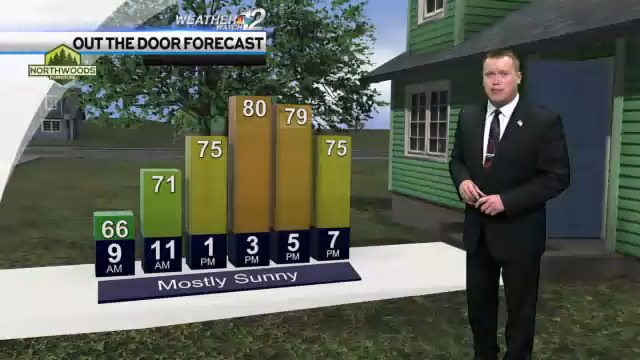 WEATHER
WATCH 12
OUT THE DOOR FORECAST
NORTHWOODS
FURNITURE
66 71 75 80 79 75
9 AM 11 AM 1 PM 3 PM 5 PM 7 PM
Mostly Sunny